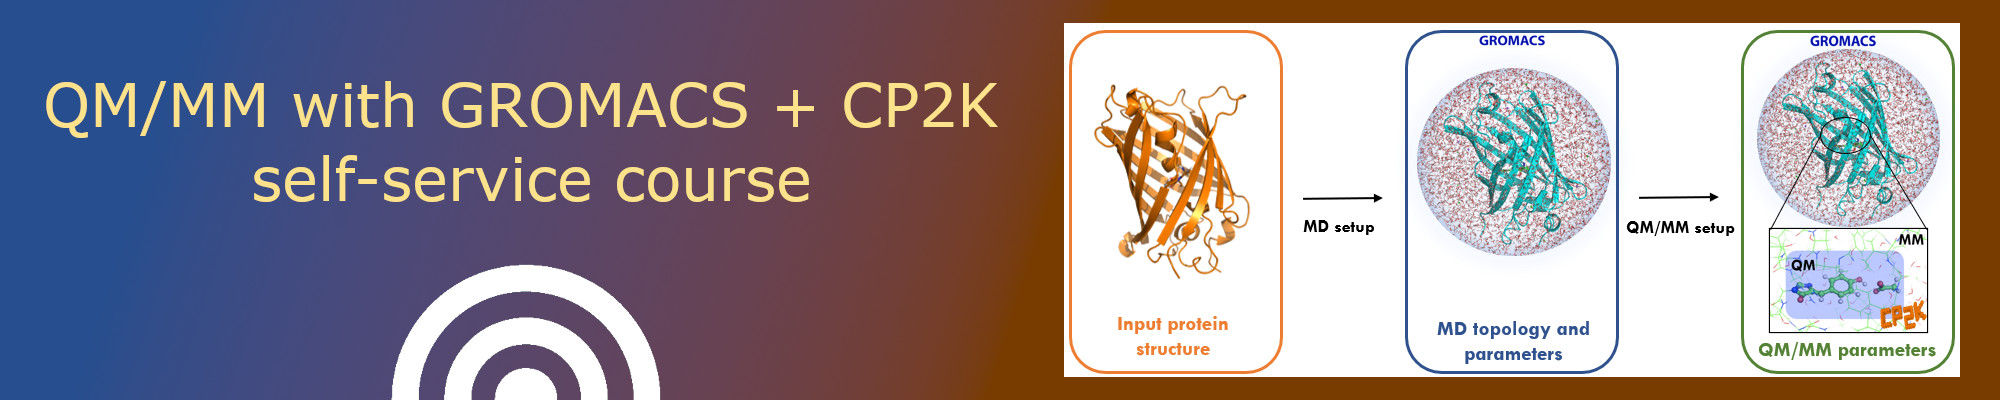 QM/MM with GROMACS + CP2K
self-service course
Input protein
structure
MD setup
GROMACS
MD topology and
parameters
QM/MM setup
GROMACS
MM
QM
CP2K
QM/MM parameters